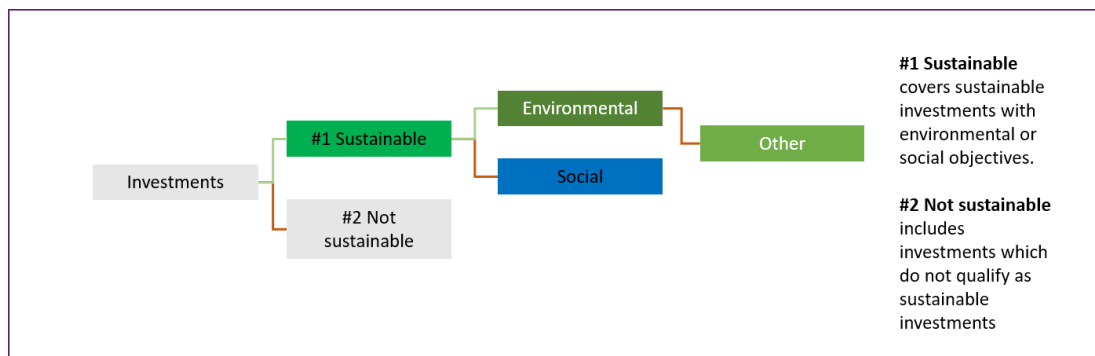 Investments
#1 Sustainable
#2 Not
sustainable
Environmental
Social
Other
#1 Sustainable
covers sustainable
investments with
environmental or
social objectives.
#2 Not sustainable
includes
investments which
do not qualify as
sustainable
investments